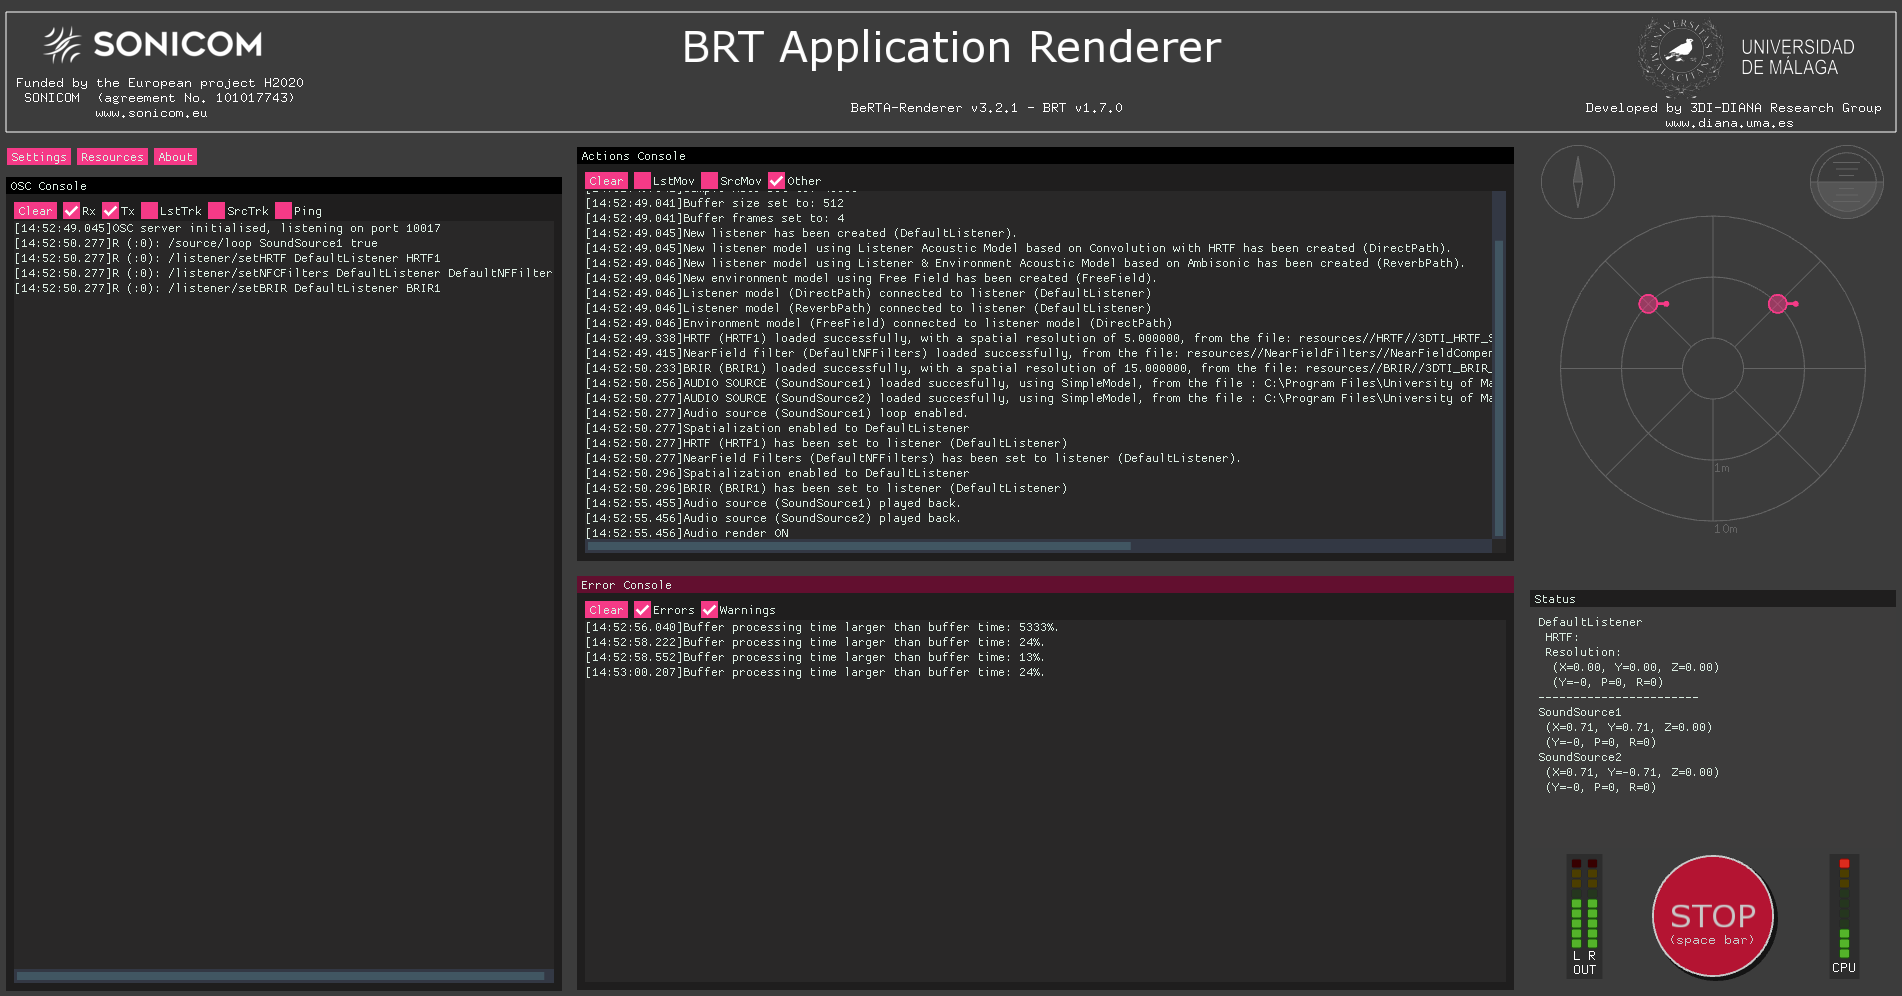 SONICOM
Funded by the European project H2020
SONICOM (agreement No. 101017743)
www.sonicom.eu
BRT Application Renderer
BeRTA-Renderer v3.2.1 - BRT v1.7.0
UNIVERSIDAD
DE MÁLAGA
Developed by 3DI-DIANA Research Group
www.diana.uma.es
Settings Resources About
OSC Console
Clear Rx Tx LstTrk SrcTrk Ping
[14:52:49.045]OSC server initialised, listening on port 10017
[14:52:50.277]R (:0): /source/loop SoundSource1 true
[14:52:50.277]R (:0): /listener/setHRTF DefaultListener HRTF1
[14:52:50.277]R (:0): /listener/setNFCFilters DefaultListener DefaultNFFilter
[14:52:50.277]R (:0): /listener/setBRIR DefaultListener BRIR1
Actions Console
Clear LstMov SrcMov Other
[14:52:49.041]Buffer size set to: 512
[14:52:49.041]Buffer frames set to: 4
[14:52:49.045]New listener has been created (DefaultListener).
[14:52:49.045]New listener model using Listener Acoustic Model based on Convolution with HRTF has been created (DirectPath).
[14:52:49.046]New listener model using Listener & Environment Acoustic Model based on Ambisonic has been created (ReverbPath).
[14:52:49.046]New environment model using Free Field has been created (FreeField).
[14:52:49.046]Listener model (DirectPath) connected to listener (DefaultListener)
[14:52:49.046]Listener model (ReverbPath) connected to listener (DefaultListener)
[14:52:49.046]Environment model (FreeField) connected to listener model (DirectPath)
[14:52:49.338]HRTF (HRTF1) loaded successfully, with a spatial resolution of 5.000000, from the file: resources//HRTF//3DTI_HRTF_S
[14:52:49.415]NearField filter (DefaultNFFilters) loaded successfully, from the file: resources//NearFieldFilters//NearFieldCompen
[14:52:50.233]BRIR (BRIR1) loaded successfully, with a spatial resolution of 15.000000, from the file: resources//BRIR//3DTI_BRIR_
[14:52:50.256]AUDIO SOURCE (SoundSource1) loaded succesfully, using SimpleModel, from the file : C:\Program Files\University of Ma
[14:52:50.277]AUDIO SOURCE (SoundSource2) loaded succesfully, using SimpleModel, from the file : C:\Program Files\University of Ma
[14:52:50.277]Audio source (SoundSource1) loop enabled.
[14:52:50.277]Spatialization enabled to DefaultListener
[14:52:50.277]HRTF (HRTF1) has been set to listener (DefaultListener)
[14:52:50.277]NearField Filters (DefaultNFFilters) has been set to listener (DefaultListener).
[14:52:50.296]Spatialization enabled to DefaultListener
[14:52:50.296]BRIR (BRIR1) has been set to listener (DefaultListener)
[14:52:55.455]Audio source (SoundSource1) played back.
[14:52:55.456]Audio source (SoundSource2) played back.
[14:52:55.456]Audio render ON
Error Console
Clear Errors Warnings
[14:52:56.040]Buffer processing time larger than buffer time: 5333%.
[14:52:58.222]Buffer processing time larger than buffer time: 24%.
[14:52:58.552]Buffer processing time larger than buffer time: 13%.
[14:53:00.207]Buffer processing time larger than buffer time: 24%.
1m
10m
Status
DefaultListener
HRTF:
Resolution:
(X=0.00, Y=0.00, Z=0.00)
(Y=-0, P=0, R=0)
-----------------------
SoundSource1
(X=0.71, Y=0.71, Z=0.00)
(Y=-0, P=0, R=0)
SoundSource2
(X=0.71, Y=-0.71, Z=0.00)
(Y=-0, P=0, R=0)
L R
OUT
STOP
(space bar)
CPU